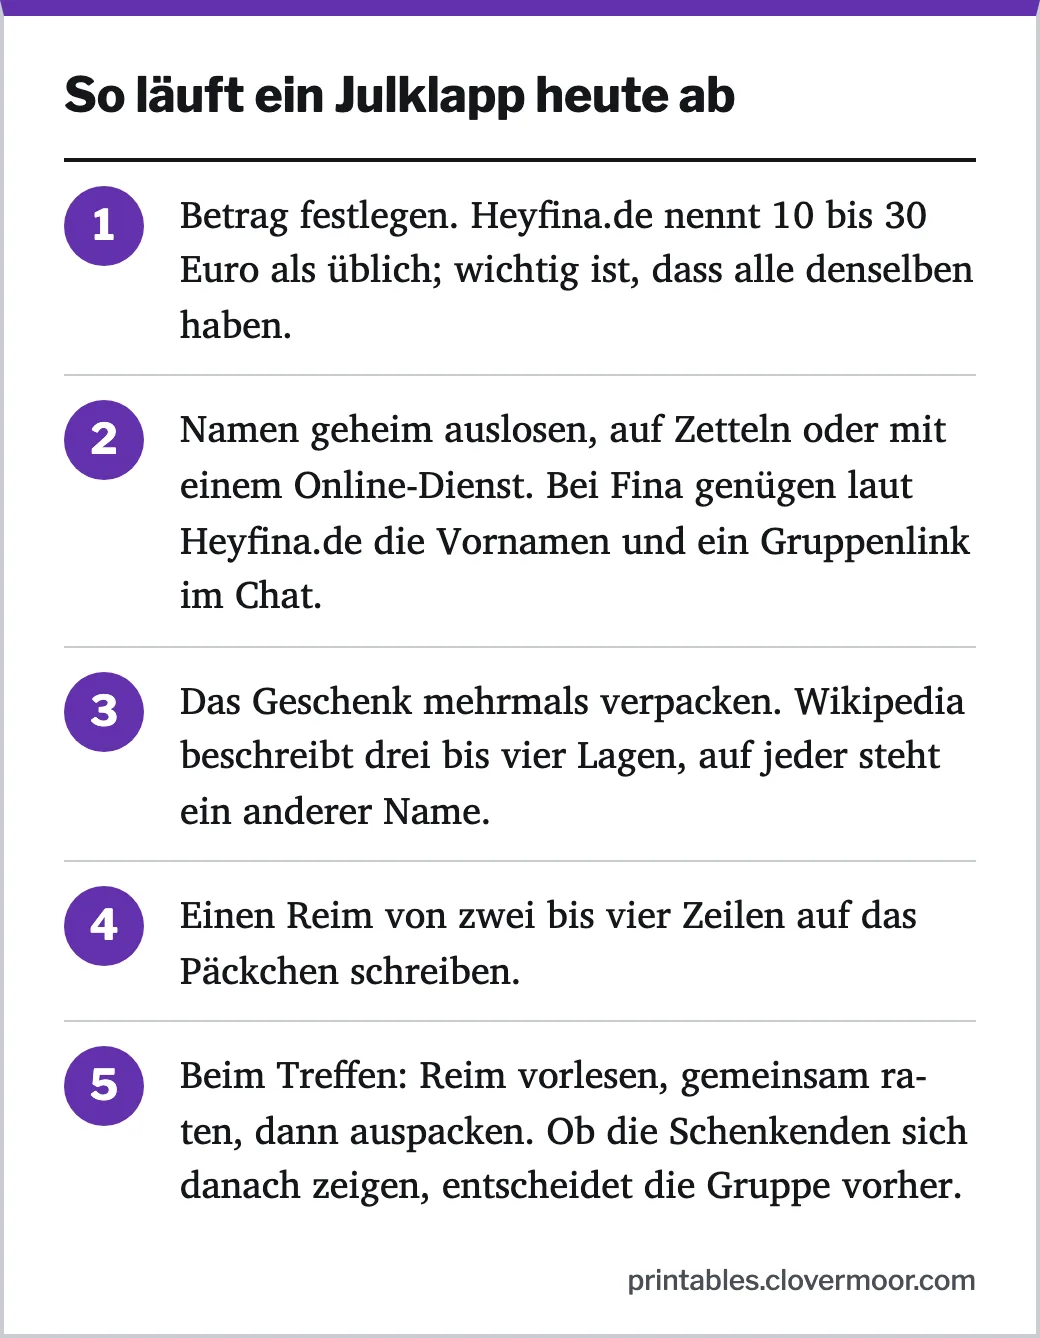 So läuft ein Julklapp heute ab
1
Betrag festlegen. Heyfina.de nennt 10 bis 30
Euro als üblich; wichtig ist, dass alle denselben
haben.
2
Namen geheim auslosen, auf Zetteln oder mit
einem Online-Dienst. Bei Fina genügen laut
Heyfina.de die Vornamen und ein Gruppenlink
im Chat.
3
Das Geschenk mehrmals verpacken. Wikipedia
beschreibt drei bis vier Lagen, auf jeder steht
ein anderer Name.
4
Einen Reim von zwei bis vier Zeilen auf das
Päckchen schreiben.
5
Beim Treffen: Reim vorlesen, gemeinsam ra-
ten, dann auspacken. Ob die Schenkenden sich
danach zeigen, entscheidet die Gruppe vorher.
printables.clovermoor.com